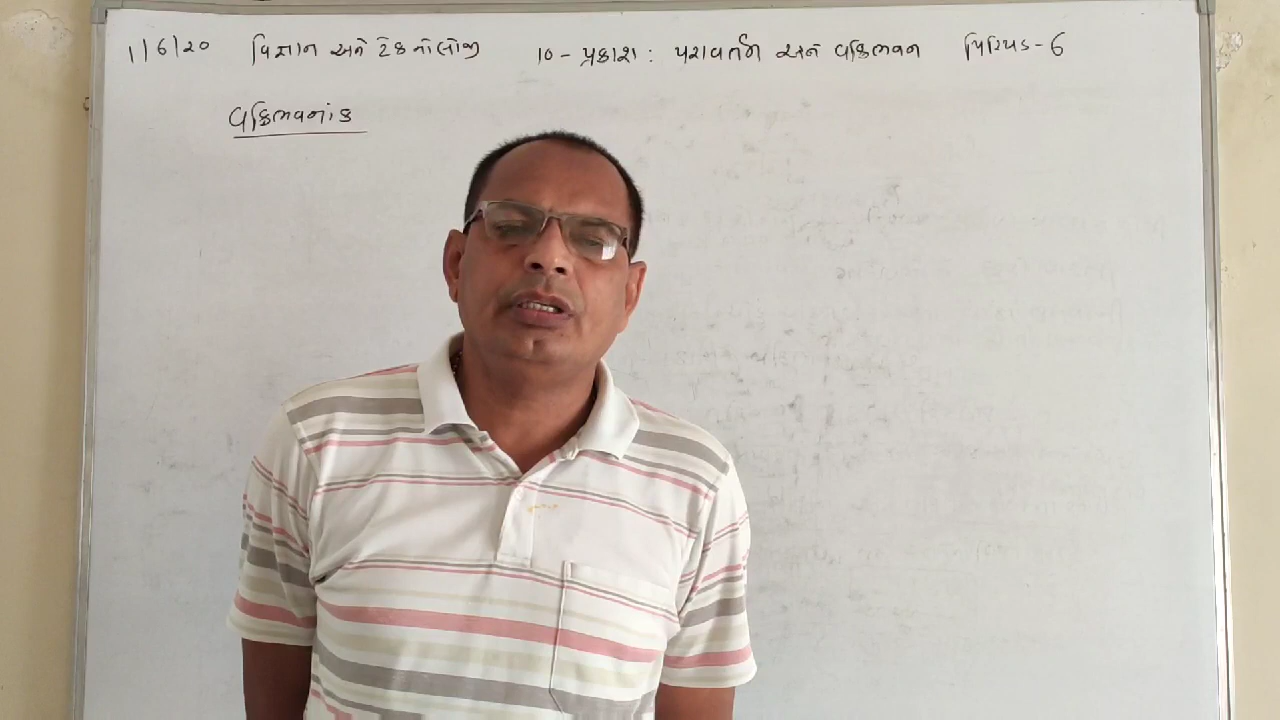 1/6/20 વિજ્ઞાન અને ટેકનોલોજી 10 - પ્રકાશ : પરાવર્તન અને વક્રિભવન પિરિયડ - 6
વક્રિભવનાંક